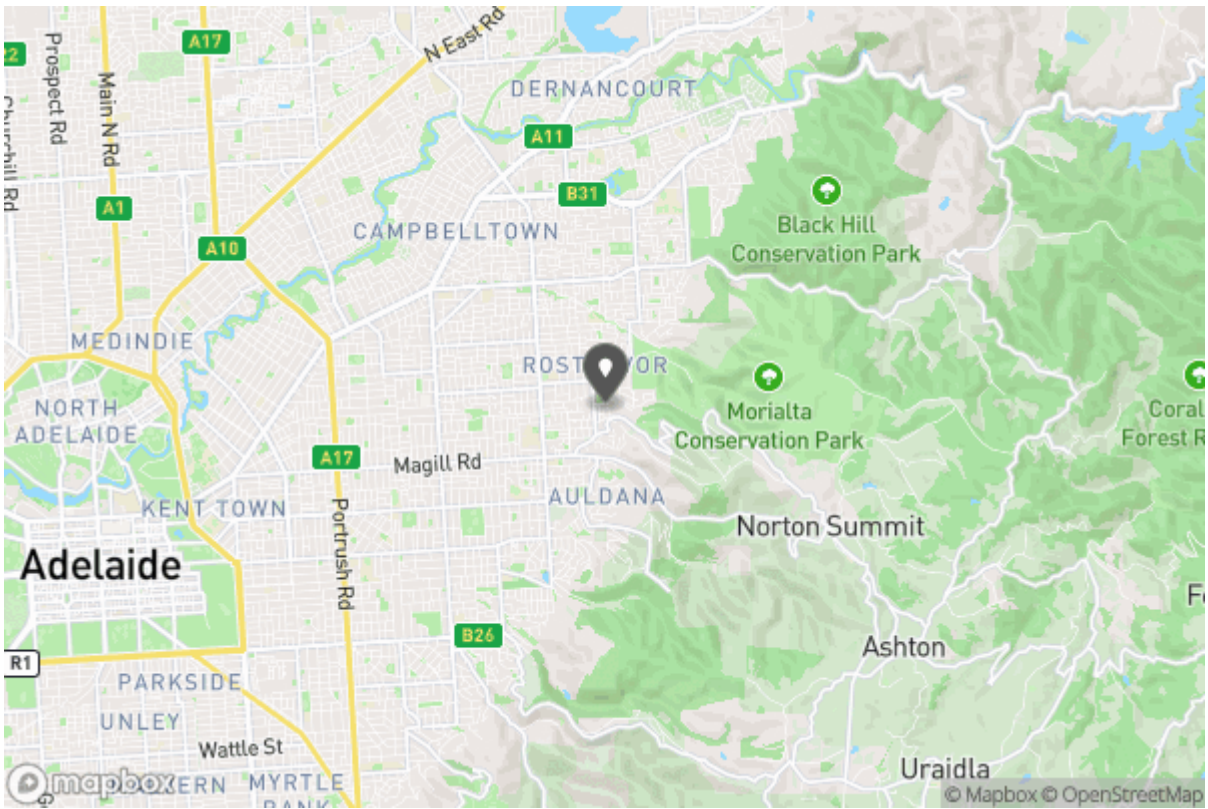 A17
N East Rd
Prospect Rd
Main N Rd
DERNANCOURT
A11
B31
A1
Black Hill
Conservation Park
CAMPBELLTOWN
A10
MEDINDIE
NORTH
ADELAIDE
Morialta
Conservation Park
Coral
Forest R
A17
Magill Rd
AULDANA
KENT TOWN
Portrush Rd
Norton Summit
Adelaide
B26
Ashton
R1
PARKSIDE
UNLEY
Wattle St
Uraidla
mapbox
MYRTLE
BANK
© Mapbox © OpenStreetMap